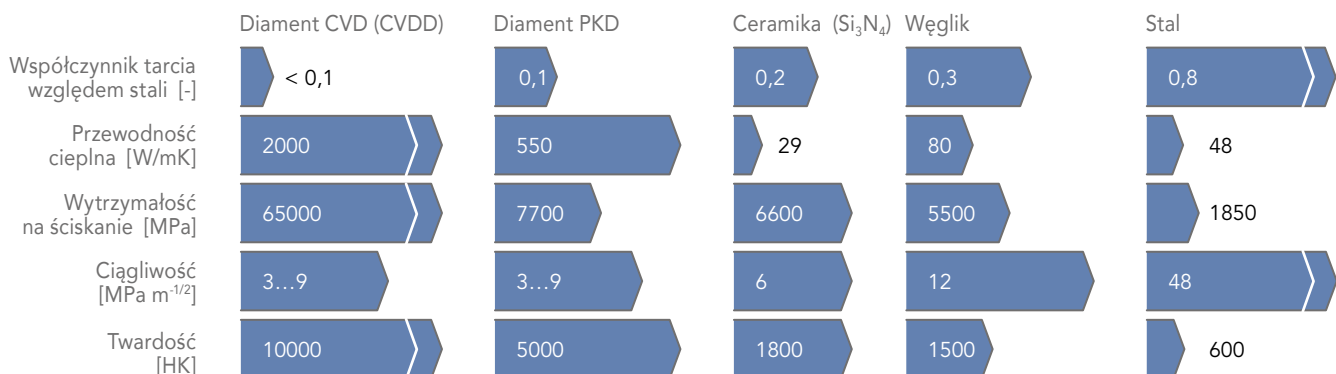 Diament CVD (CVDD) Diament PKD Ceramika (Si₃N₄) Węglik Stal
Współczynnik tarcia
względem stali [-]
< 0,1 0,1 0,2 0,3 0,8
Przewodność
cieplna [W/mK]
2000 550 29 80 48
Wytrzymałość
na ściskanie [MPa]
65000 7700 6600 5500 1850
Ciągliwość
[MPa m⁻¹/²]
3...9 3...9 6 12 48
Twardość
[HK]
10000 5000 1800 1500 600